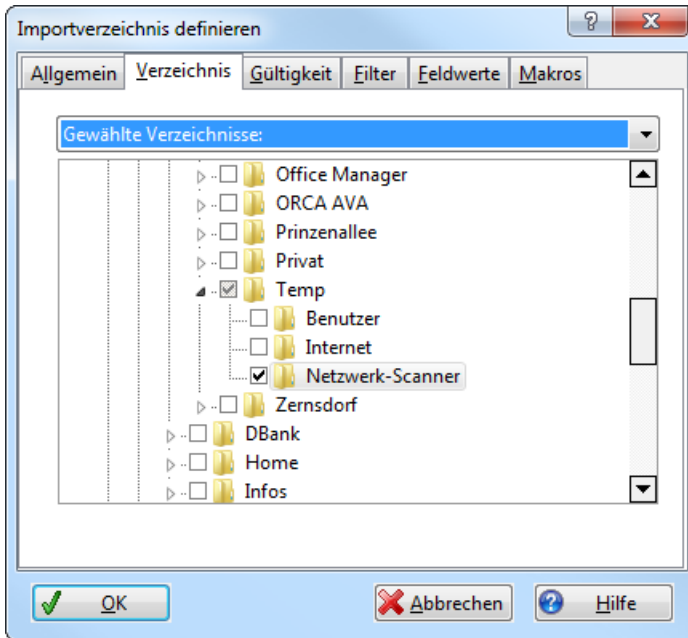 Importverzeichnis definieren
Allgemein Verzeichnis Gültigkeit Filter Feldwerte Makros
Gewählte Verzeichnisse:
Office Manager
ORCA AVA
Prinzenallee
Privat
Temp
Benutzer
Internet
Netzwerk-Scanner
Zernsdorf
DBank
Home
Infos
OK Abbrechen Hilfe